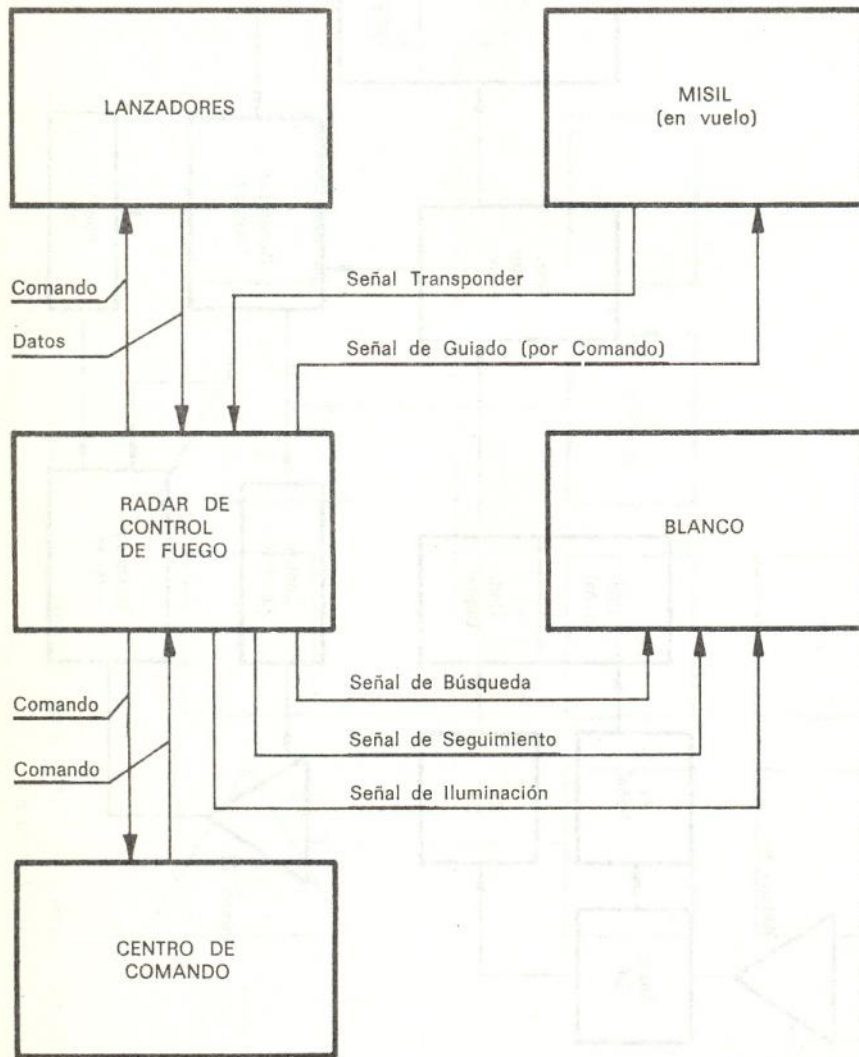 LANZADORES
MISIL
(en vuelo)
Comando
Datos
Señal Transponder
Señal de Guiado (por Comando)
RADAR DE
CONTROL
DE FUEGO
BLANCO
Comando
Comando
Señal de Búsqueda
Señal de Seguimiento
Señal de Iluminación
CENTRO DE
COMANDO